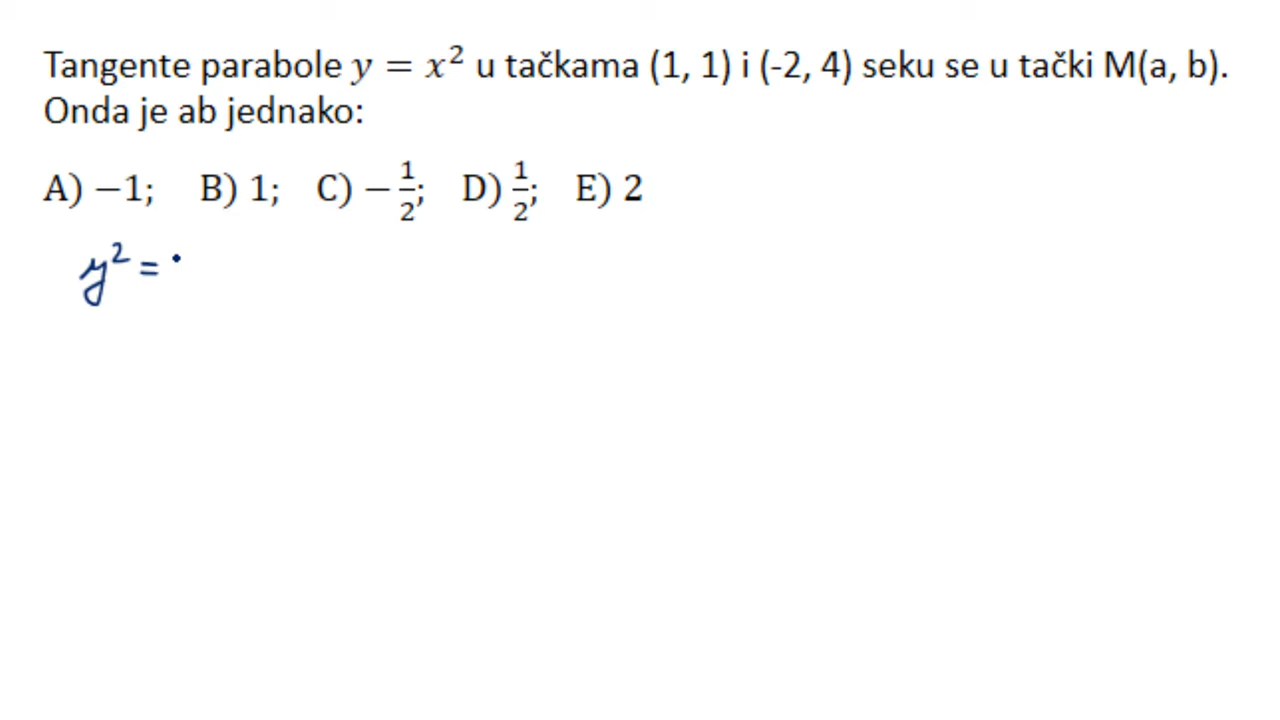 Tangente parabole y = x² u tačkama (1, 1) i (-2, 4) seku se u tački M(a, b).
Onda je ab jednako:
A) −1; B) 1; C) −1/2; D) 1/2; E) 2
y² =